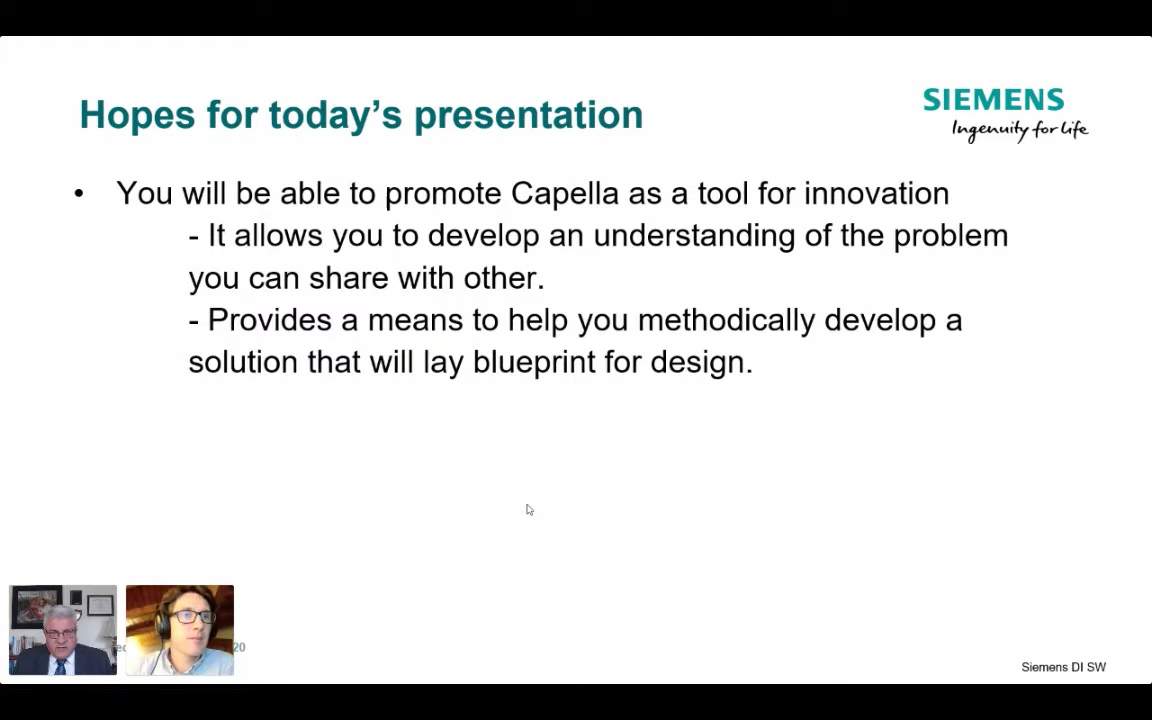 Hopes for today's presentation
SIEMENS
Ingenuity for life
• You will be able to promote Capella as a tool for innovation
- It allows you to develop an understanding of the problem
you can share with other.
- Provides a means to help you methodically develop a
solution that will lay blueprint for design.
20
Siemens DI SW